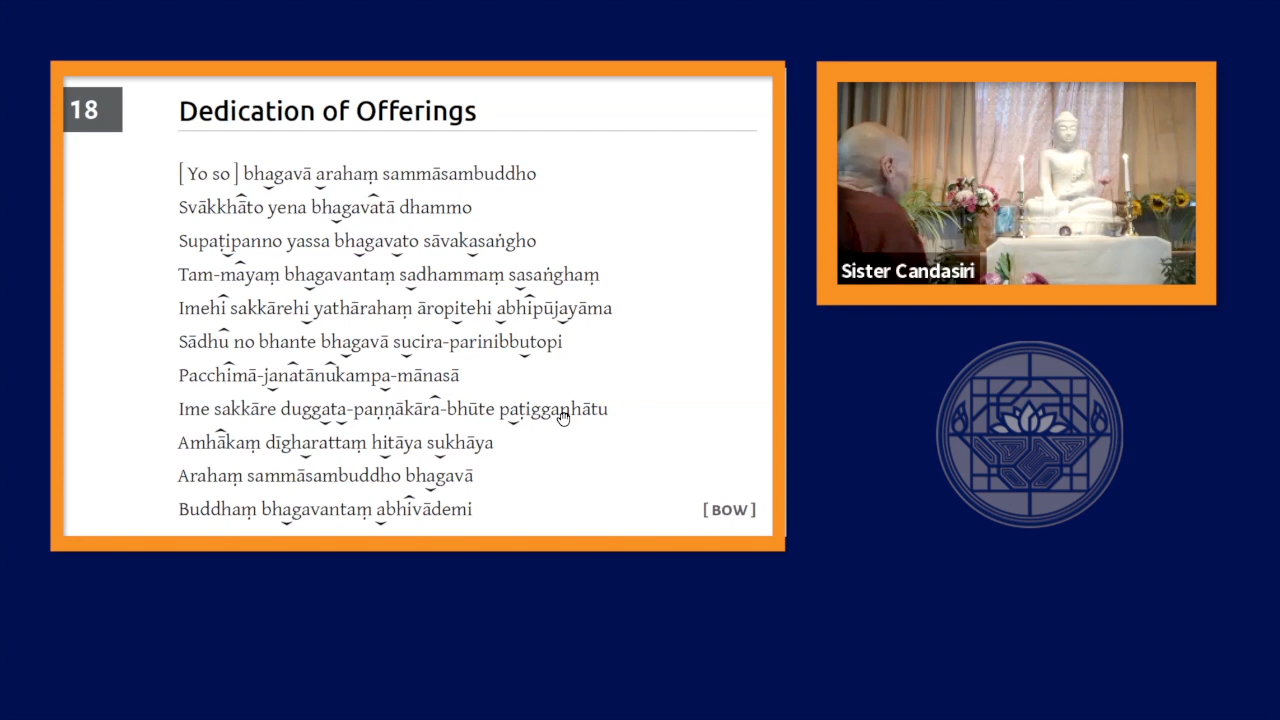 18
Dedication of Offerings
[ Yo so ] bhagavā arahaṃ sammāsambuddho
Svākkhāto yena bhagavatā dhammo
Supaṭipanno yassa bhagavato sāvakasaṅgho
Tam-māyaṃ bhagavantaṃ sadhammaṃ sasaṅghaṃ
Imehi sakkārehi yathārahaṃ āropitehi abhipūjayāma
Sādhu no bhante bhagavā sucira-parinibbutopi
Pacchimā-janatānukampa-mānasā
Ime sakkāre duggata-paṇṇākāra-bhūte paṭiggaṇhātu
Amhākaṃ dīgharattaṃ hitāya sukhāya
Arahaṃ sammāsambuddho bhagavā
Buddhaṃ bhagavantaṃ abhivādemi
[ BOW ]
Sister Candasiri